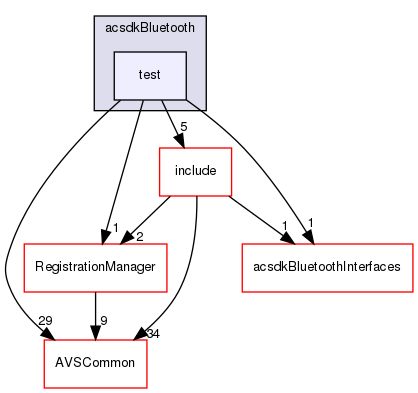 acsdkBluetooth
test
5
include
1
2
1
1
RegistrationManager
acsdkBluetoothInterfaces
29
9
34
AVSCommon